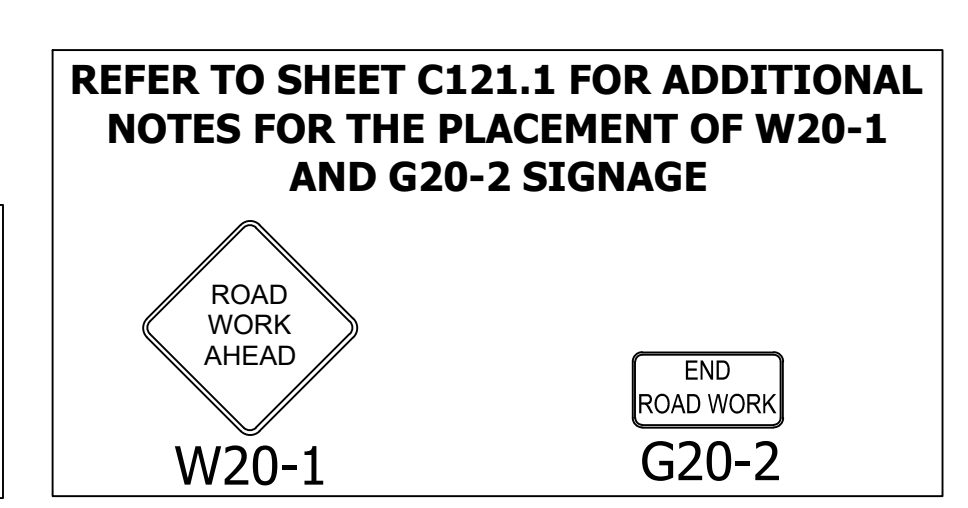 REFER TO SHEET C121.1 FOR ADDITIONAL
NOTES FOR THE PLACEMENT OF W20-1
AND G20-2 SIGNAGE
ROAD
WORK
AHEAD
W20-1
END
ROAD WORK
G20-2